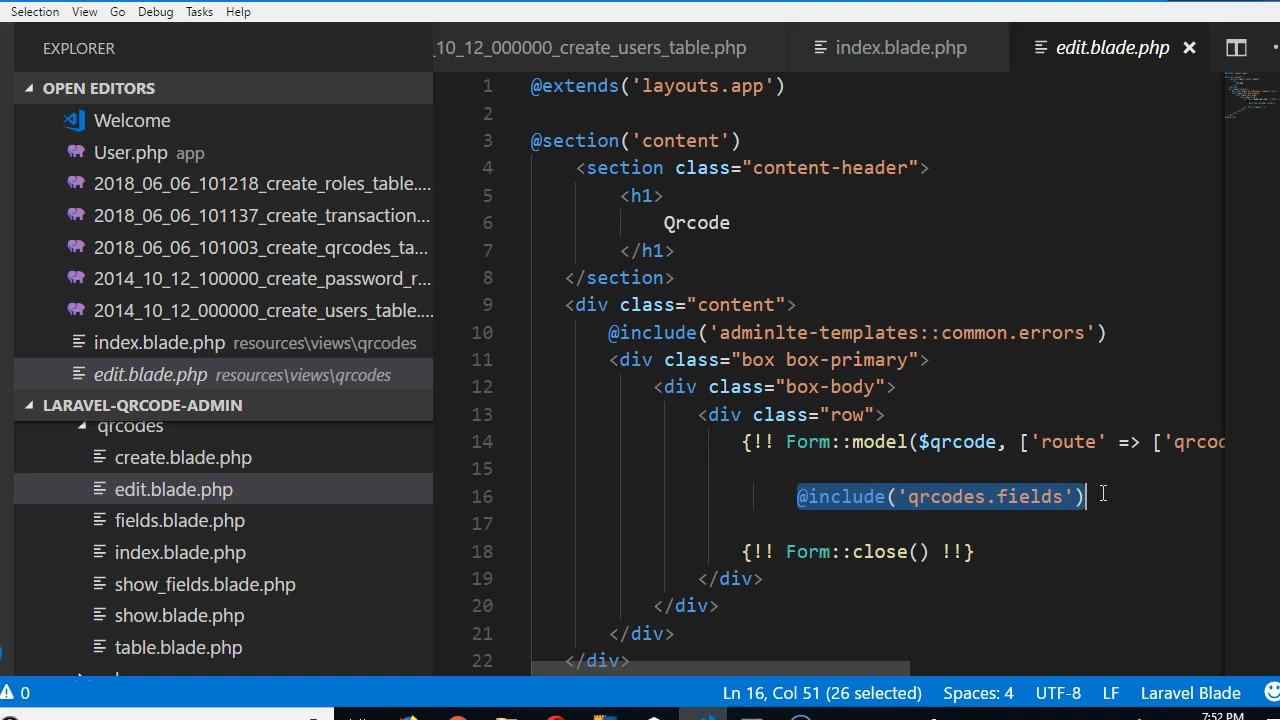 Selection View Go Debug Tasks Help
EXPLORER
_10_12_000000_create_users_table.php
index.blade.php
edit.blade.php
OPEN EDITORS
Welcome
User.php app
2018_06_06_101218_create_roles_table....
2018_06_06_101137_create_transaction...
2018_06_06_101003_create_qrcodes_ta...
2014_10_12_100000_create_password_r...
2014_10_12_000000_create_users_table....
index.blade.php resources\views\qrcodes
edit.blade.php resources\views\qrcodes
LARAVEL-QRCODE-ADMIN
qrcodes
create.blade.php
edit.blade.php
fields.blade.php
index.blade.php
show_fields.blade.php
show.blade.php
table.blade.php
1 @extends('layouts.app')
2
3 @section('content')
4 <section class="content-header">
5 <h1>
6 Qrcode
7 </h1>
8 </section>
9 <div class="content">
10 @include('adminlte-templates::common.errors')
11 <div class="box box-primary">
12 <div class="box-body">
13 <div class="row">
14 {!! Form::model($qrcode, ['route' => ['qrcod
15
16 @include('qrcodes.fields')
17
18 {!! Form::close() !!}
19 </div>
20 </div>
21 </div>
22 </div>
0
Ln 16, Col 51 (26 selected) Spaces: 4 UTF-8 LF Laravel Blade
7:52 PM